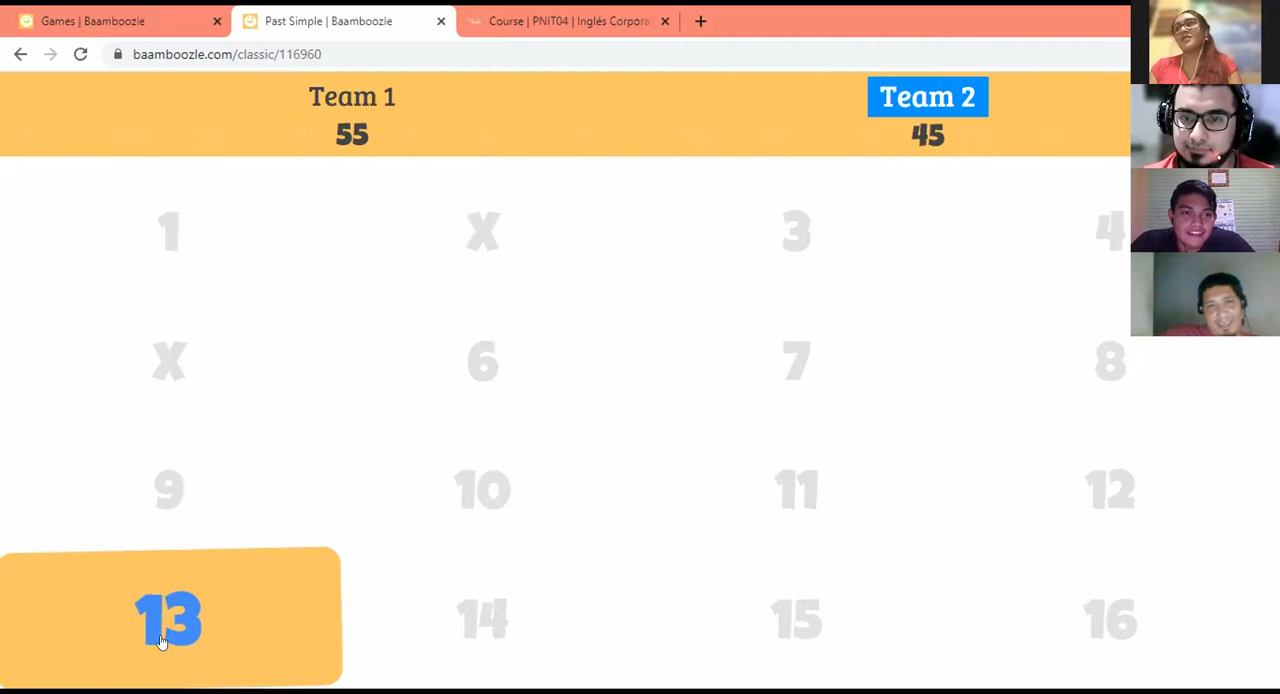 Games | Baamboozle
Past Simple | Baamboozle
Course | PNIT04 | Inglés Corpora
baamboozle.com/classic/116960
Team 1
Team 2
55
45
1 X 3 4
X 6 7 8
9 10 11 12
13 14 15 16